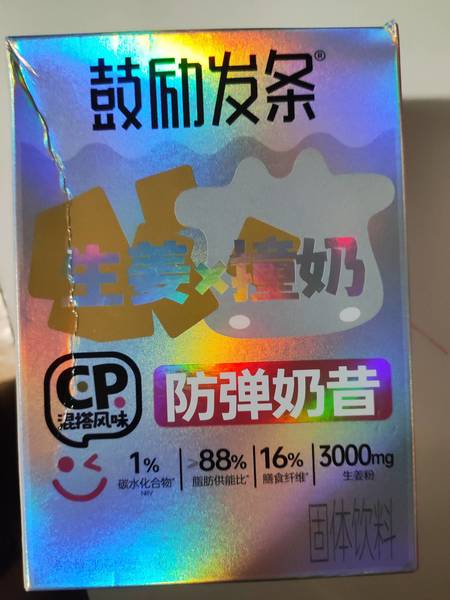 鼓励发条®
生姜×撞奶
CP.
混搭风味
防弹奶昔
1% ≥88% 16% 3000mg
碳水化合物* 脂肪供能比* 膳食纤维* 生姜粉
NRV
固体饮料